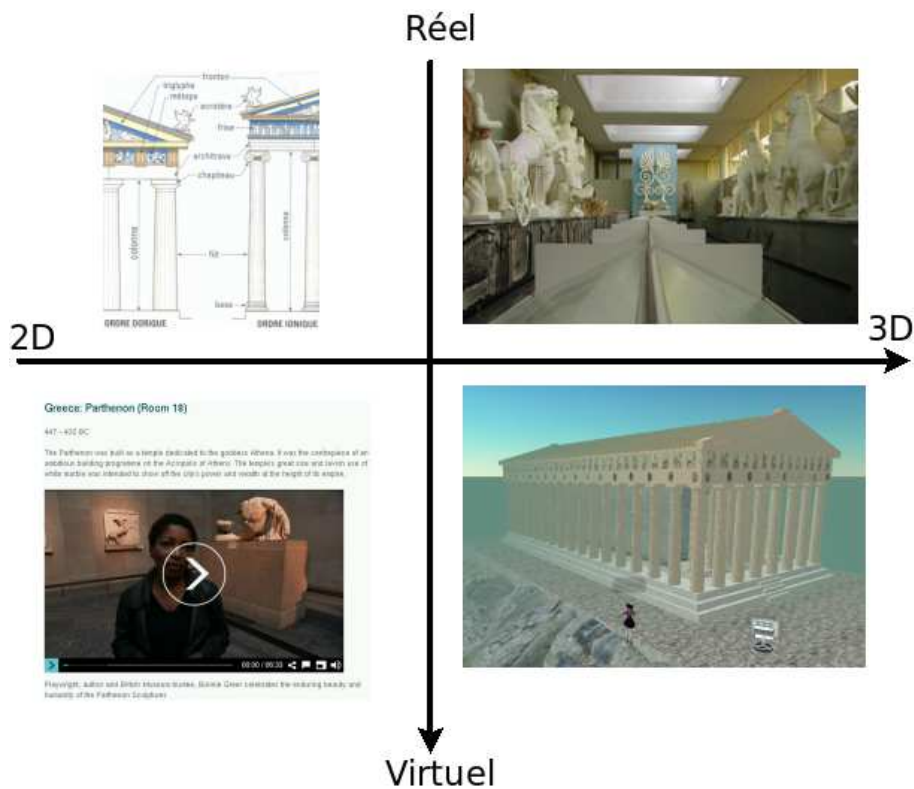 Réel
fronton
triglyphe
métope
acrotère
frise
architrave
chapiteau
colonne
colonne
fût
base
ORDRE DORIQUE
ORDRE IONIQUE
2D
3D
Greece: Parthenon (Room 18)
447 - 432 BC
The Parthenon was built as a temple dedicated to the goddess Athena. It was the centrepiece of an
ambitious building programme on the Acropolis of Athens. The temple's great size and lavish use of
white marble was intended to show off the city's power and wealth at the height of its empire.
00:00 / 06:33
Playwright, author and British Museum trustee, Bonnie Greer celebrates the enduring beauty and
humanity of the Parthenon Sculptures
Virtuel